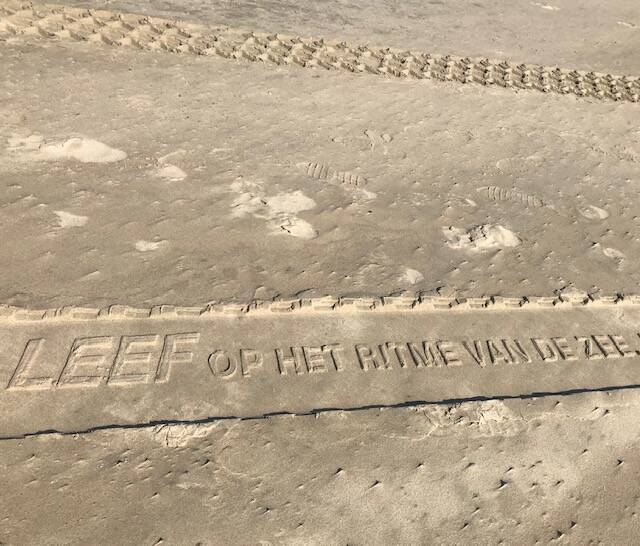 LEEF OP HET RITME VAN DE ZEE.